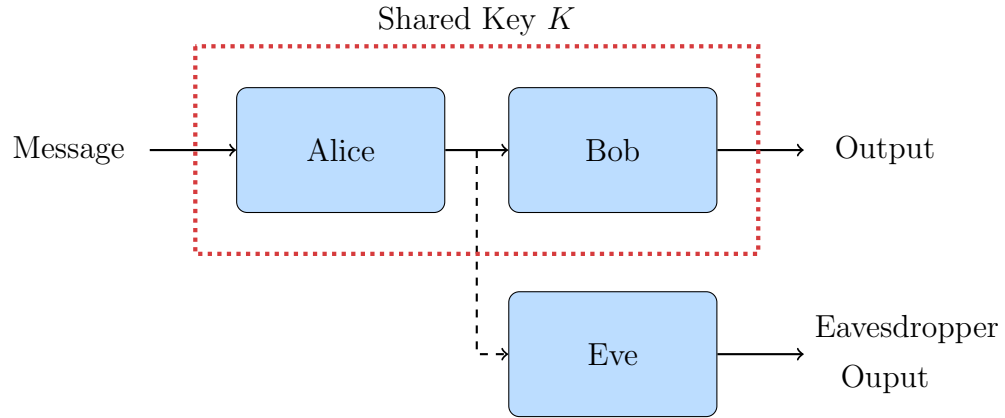 Shared Key K
Message
Alice
Bob
Output
Eve
Eavesdropper
Ouput